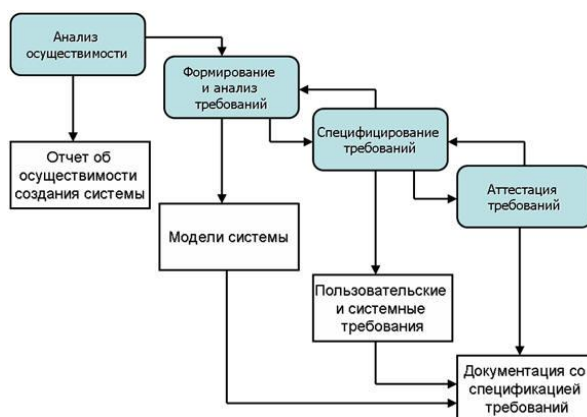 Анализ
осуществимости
Формирование
и анализ
требований
Специфицирование
требований
Отчет об
осуществимости
создания системы
Аттестация
требований
Модели системы
Пользовательские
и системные
требования
Документация со
спецификацией
требований